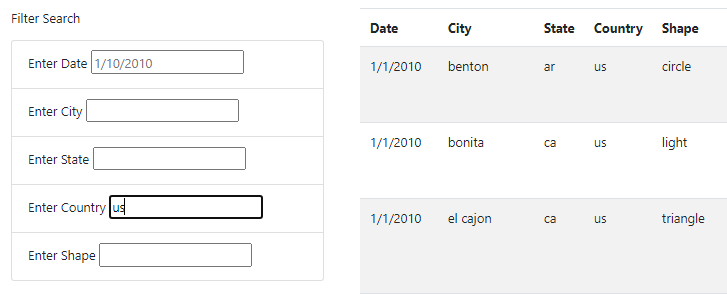 Filter Search
Enter Date 1/10/2010
Enter City
Enter State
Enter Country us
Enter Shape
Date City State Country Shape
1/1/2010 benton ar us circle
1/1/2010 bonita ca us light
1/1/2010 el cajon ca us triangle